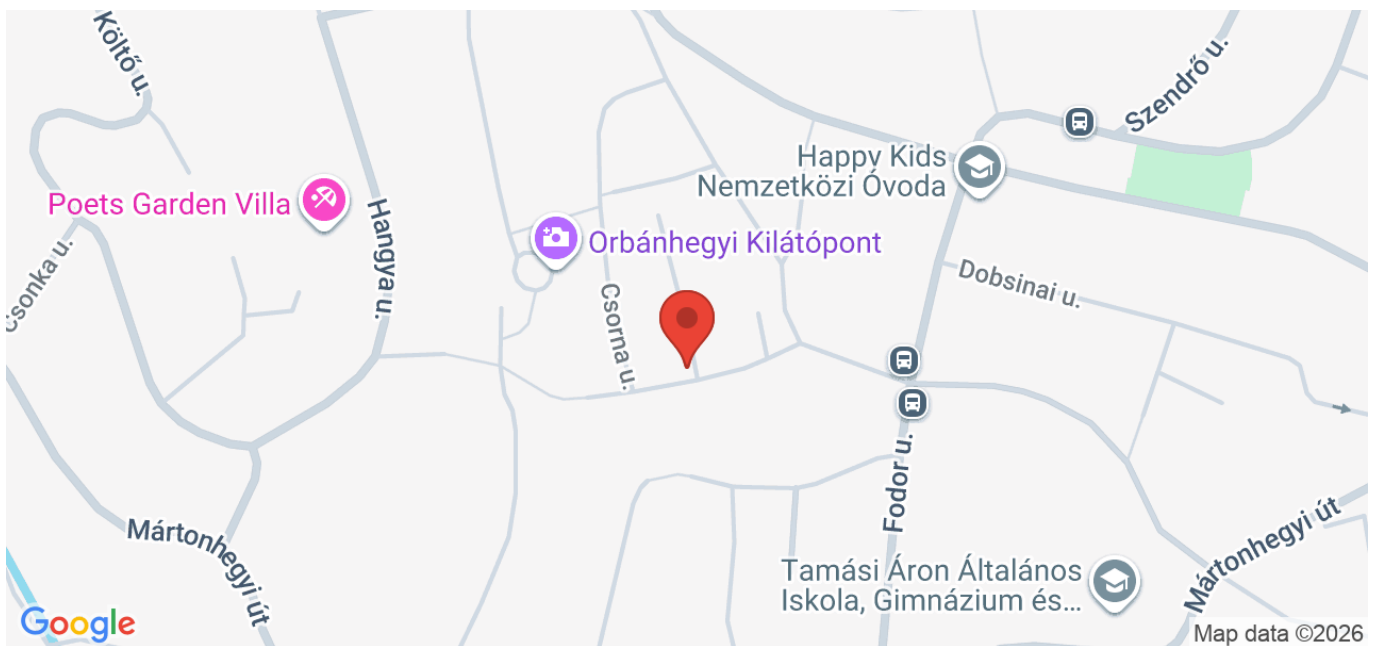 Költő u.
Szendrő u.
Happy Kids
Nemzetközi Óvoda
Poets Garden Villa
Hangya u.
Orbánhegyi Kilátópont
Csonka u.
Dobsinai u.
Csorna u.
Fodor u.
Mártonhegyi út
Mártonhegyi út
Tamási Áron Általános
Iskola, Gimnázium és...
Google
Map data ©2026